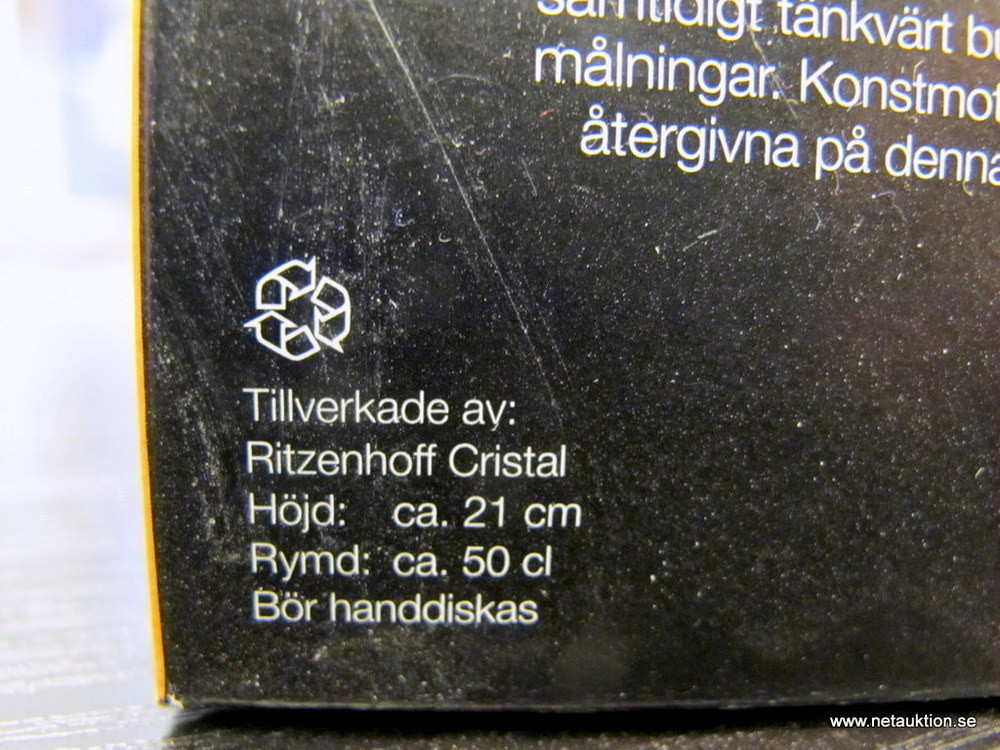 samtidigt tänkvärt
målningar.
återgivna på denna
Tillverkade av:
Ritzenhoff Cristal
Höjd: ca. 21 cm
Rymd: ca. 50 cl
Bör handdiskas
www.netauktion.se